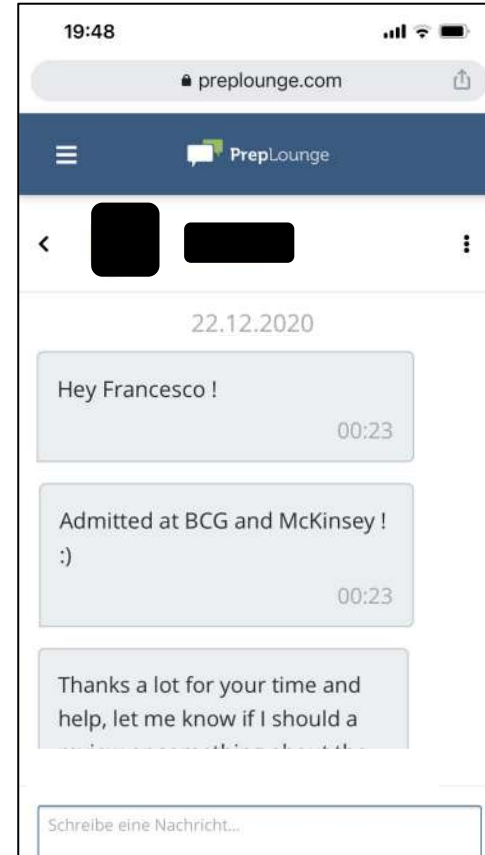 19:48
preplounge.com
PrepLounge
22.12.2020
Hey Francesco !
00:23
Admitted at BCG and McKinsey !
:)
00:23
Thanks a lot for your time and
help, let me know if I should a
Schreibe eine Nachricht...